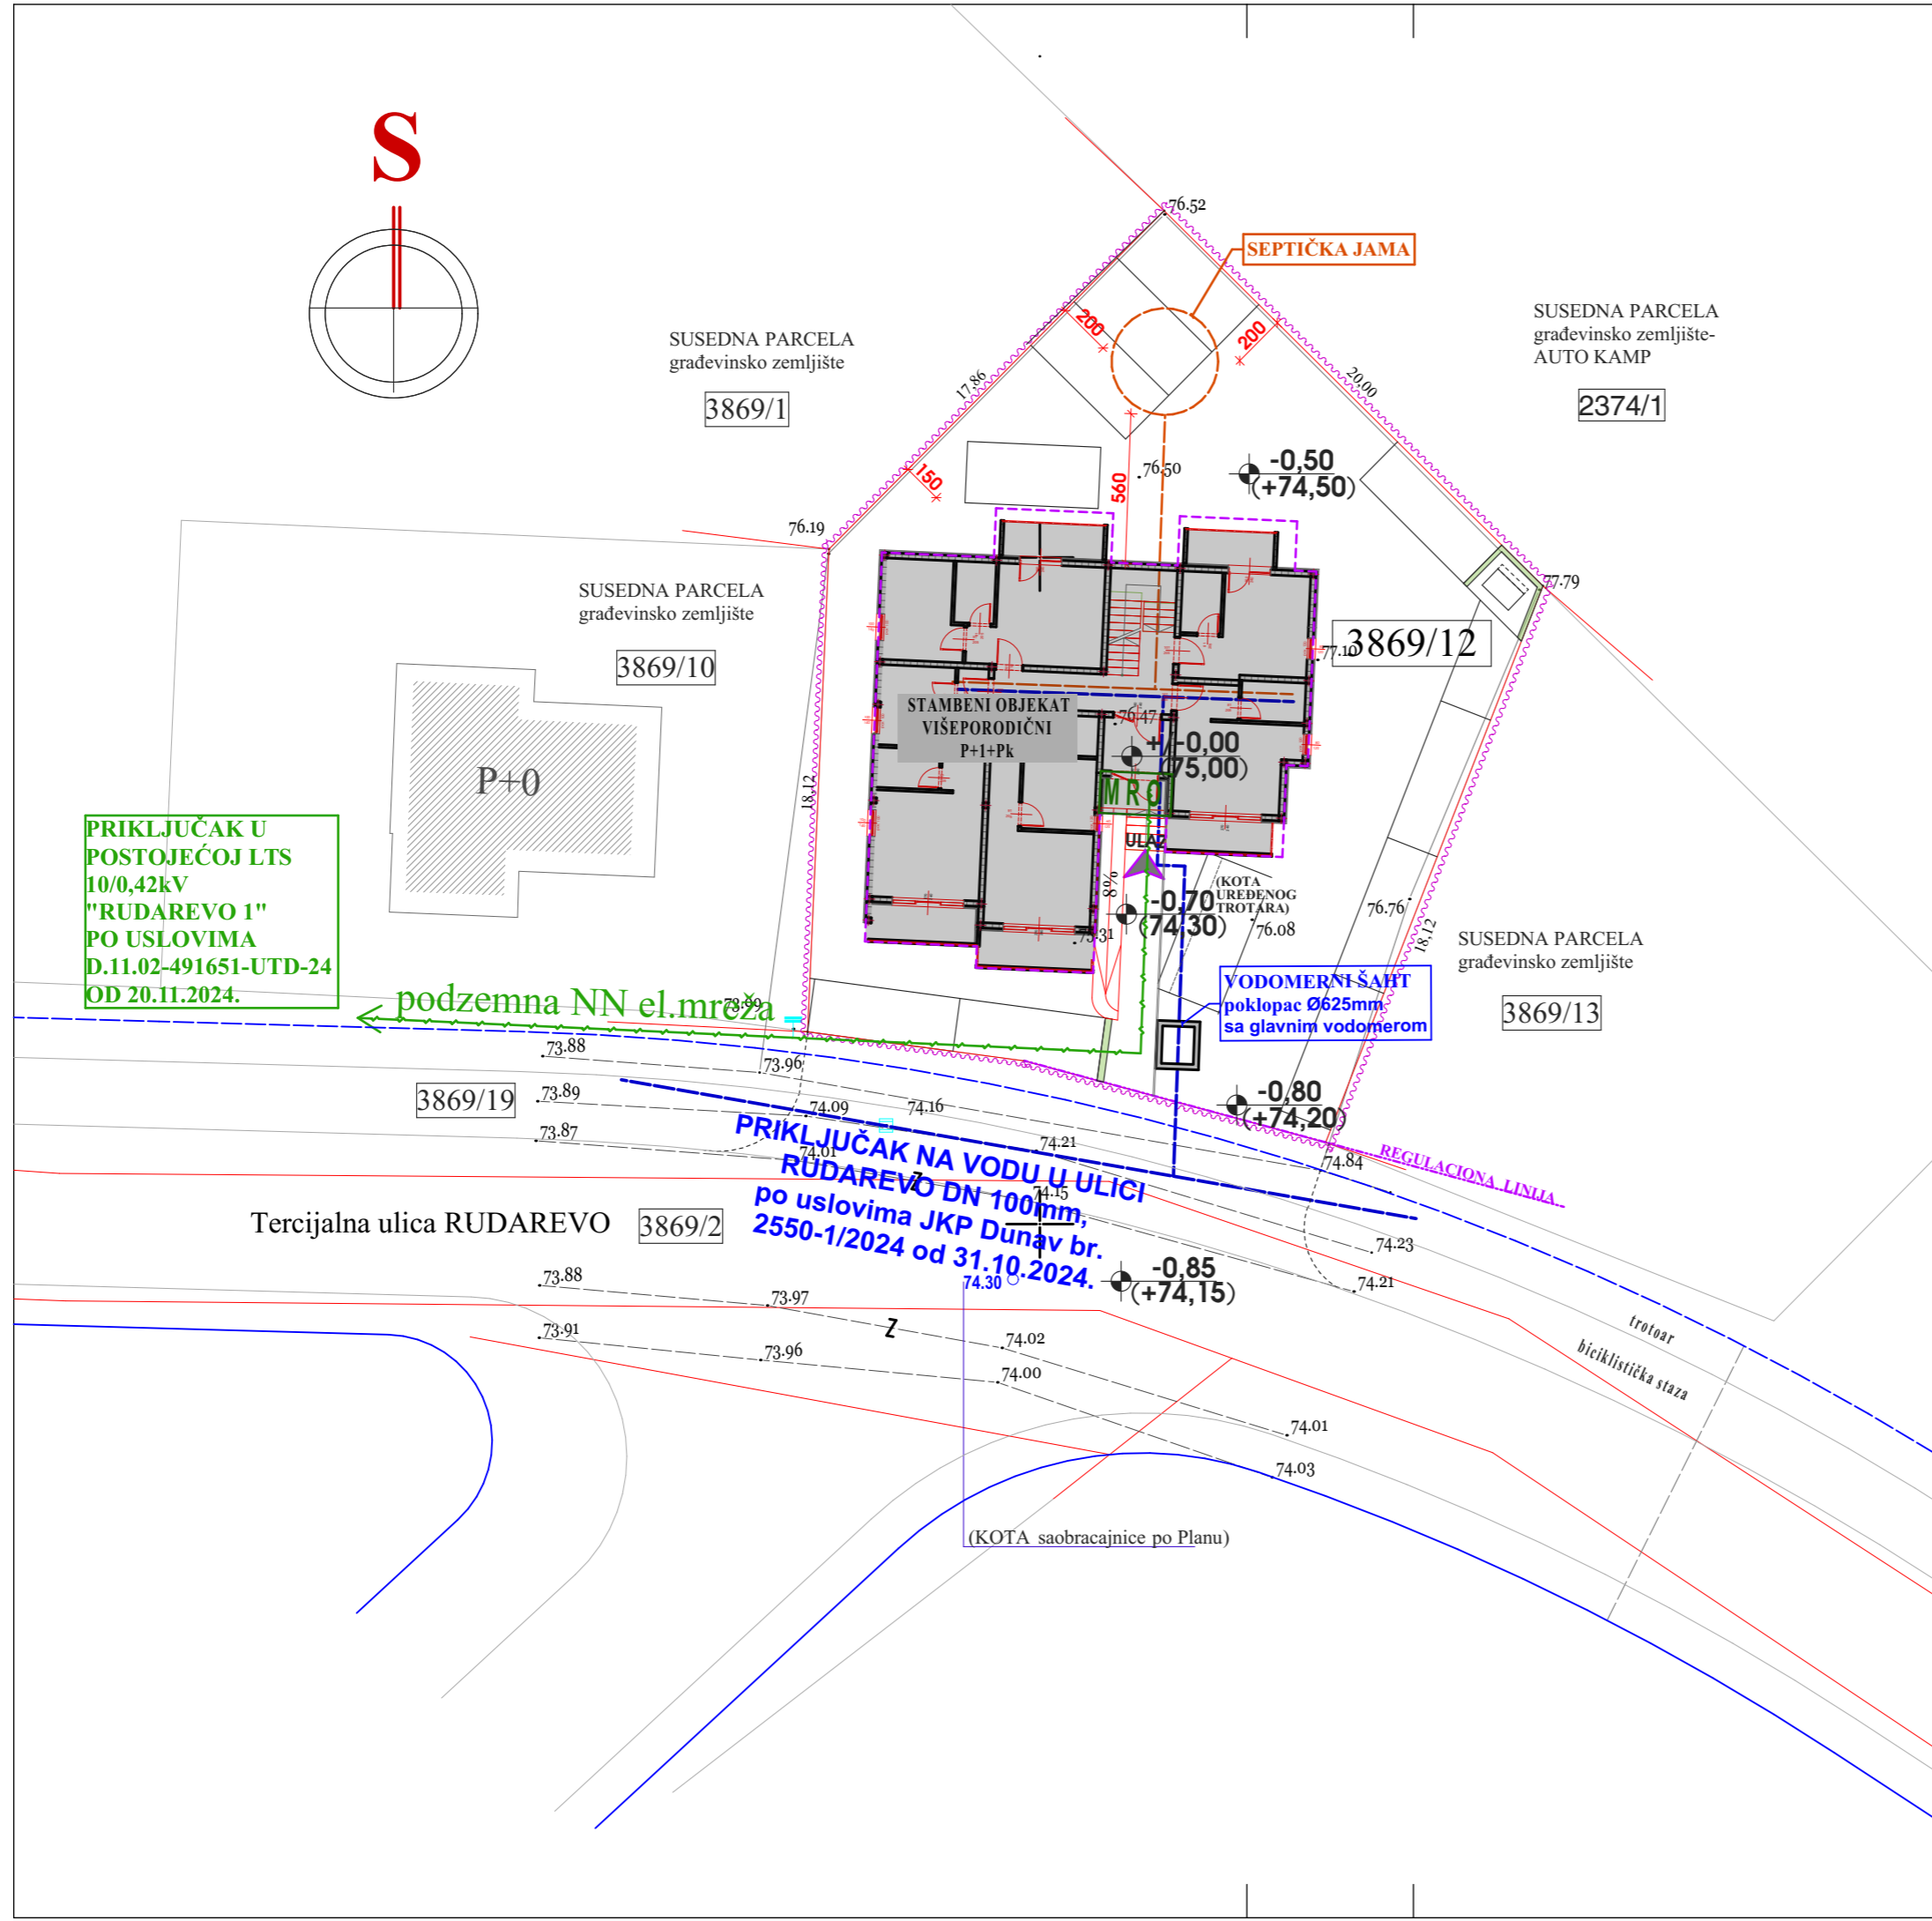 S
76.52
SEPTIČKA JAMA
SUSEDNA PARCELA
građevinsko zemljište
3869/1
SUSEDNA PARCELA
građevinsko zemljište-
AUTO KAMP
2374/1
200
200
17,86
20,00
150
560
76.50
-0,50
(+74,50)
76.19
77.79
SUSEDNA PARCELA
građevinsko zemljište
3869/10
3869/12
77.10
STAMBENI OBJEKAT
VIŠEPORODIČNI
P+1+Pk
76.47
+/-0,00
(75,00)
M R O
ULAZ
P+0
18,12
PRIKLJUČAK U
POSTOJEĆOJ LTS
10/0,42kV
"RUDAREVO 1"
PO USLOVIMA
D.11.02-491651-UTD-24
OD 20.11.2024.
8%
-0,70
(74,30)
(KOTA
UREĐENOG
TROTARA)
76.08
75.31
76.76
18,12
SUSEDNA PARCELA
građevinsko zemljište
3869/13
VODOMERNI ŠAHT
poklopac Ø625mm
sa glavnim vodomerom
podzemna NN el.mreža
73.99
73.88
73.96
3869/19
73.89
74.09
74.16
-0,80
(+74,20)
73.87
74.01
74.21
74.84
REGULACIONA LINIJA
PRIKLJUČAK NA VODU U ULICI
RUDAREVO DN 100mm,
po uslovima JKP Dunav br.
2550-1/2024 od 31.10.2024.
Z
74.15
Tercijalna ulica RUDAREVO
3869/2
74.23
74.21
74.30
-0,85
(+74,15)
73.88
73.97
Z
74.02
73.91
73.96
74.00
trotoar
biciklistička staza
74.01
74.03
(KOTA saobracajnice po Planu)